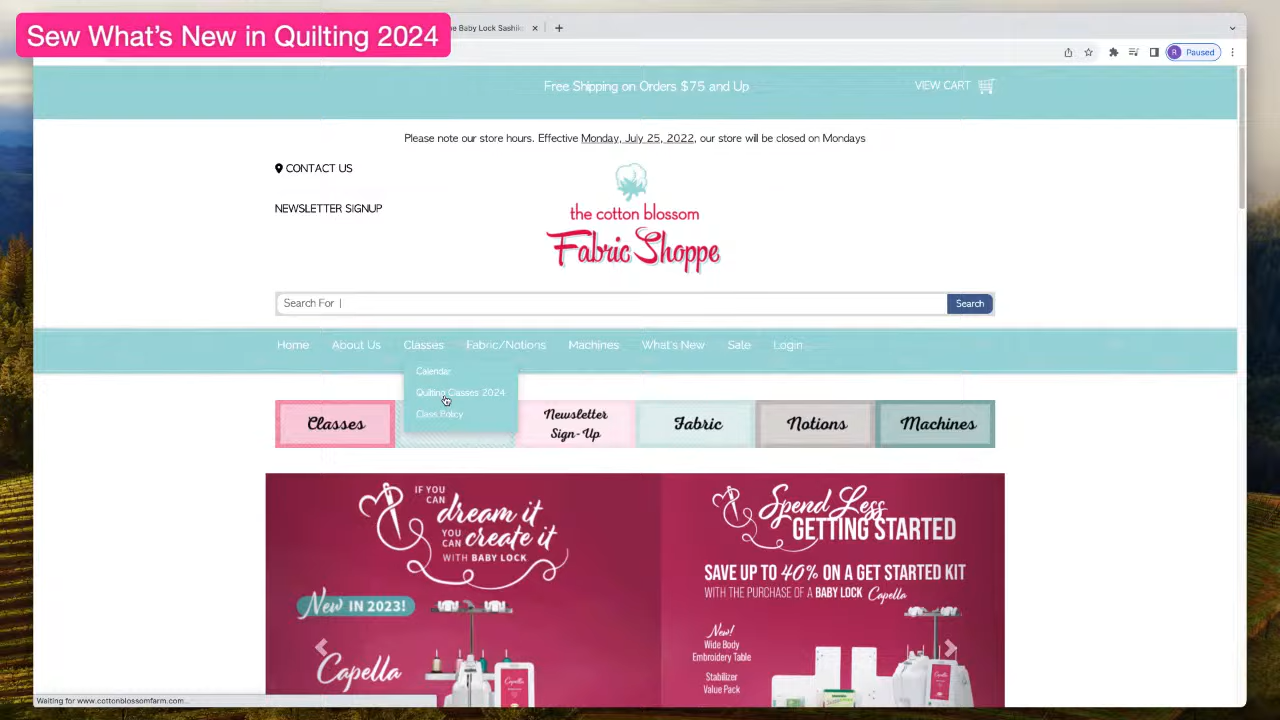 Sew What's New in Quilting 2024
he Baby Lock Sashik
Paused
Free Shipping on Orders $75 and Up
VIEW CART
Please note our store hours. Effective Monday, July 25, 2022, our store will be closed on Mondays
CONTACT US
NEWSLETTER SIGNUP
the cotton blossom
Fabric Shoppe
Search For |
Search
Home About Us Classes Fabric/Notions Machines What's New Sale Login
Calendar
Quilting Classes 2024
Class Policy
Classes
Newsletter
Sign-Up
Fabric
Notions
Machines
IF YOU
CAN
dream it
YOU
CAN
create it
WITH BABY LOCK
New IN 2023!
Capella
Spend Less
GETTING STARTED
SAVE UP TO 40% ON A GET STARTED KIT
WITH THE PURCHASE OF A BABY LOCK Capella
New!
Wide Body
Embroidery Table
Stabilizer
Value Pack
Waiting for www.cottonblossomfarm.com...